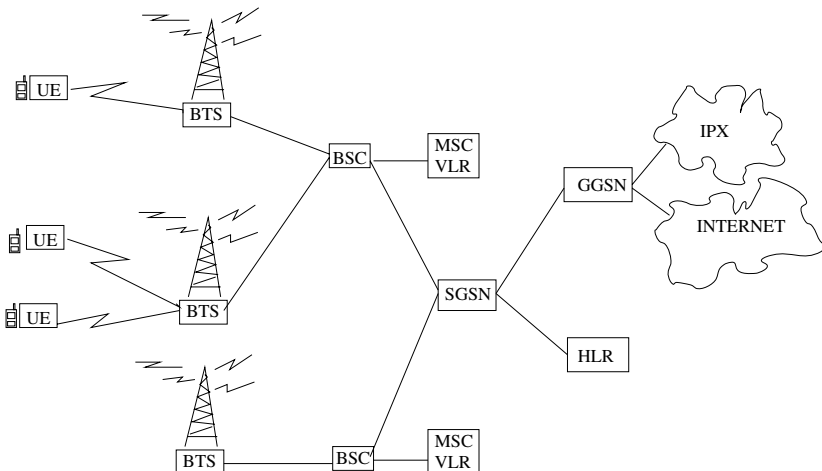 UE
BTS
BSC
MSC
VLR
IPX
GGSN
INTERNET
UE
UE
BTS
SGSN
HLR
BTS
BSC
MSC
VLR